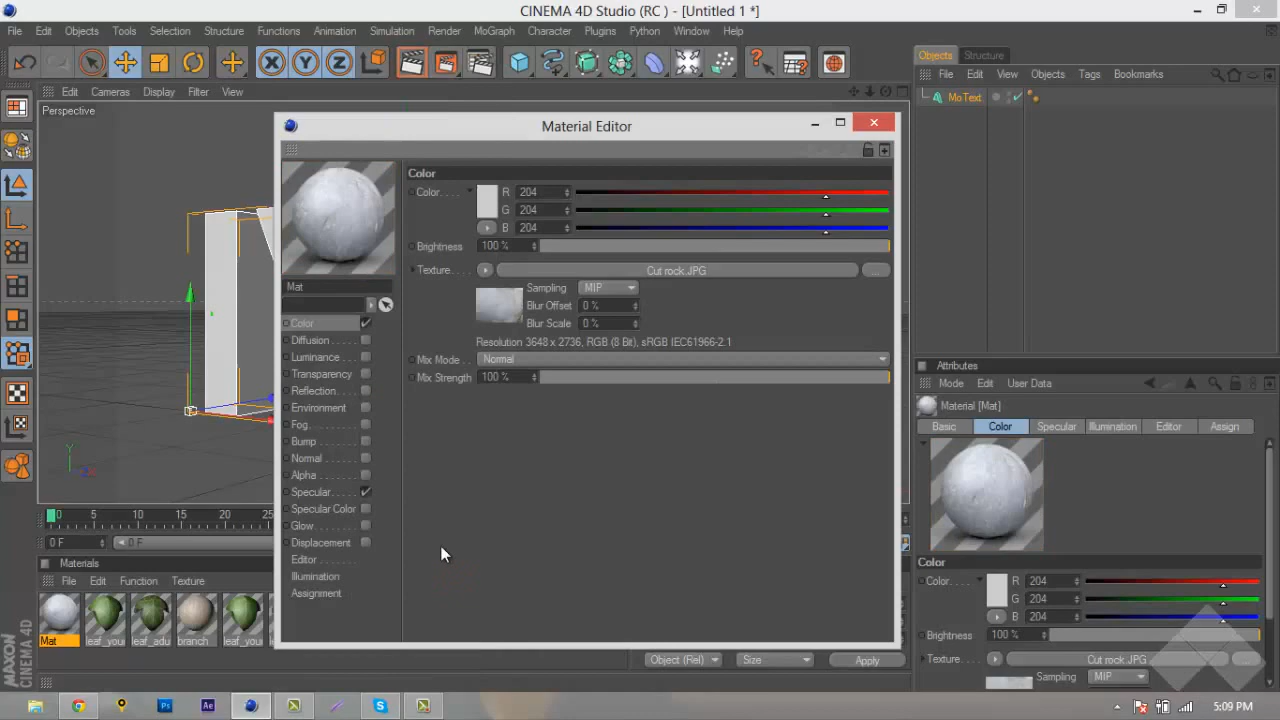 CINEMA 4D Studio (RC ) - [Untitled 1 *]
File Edit Objects Tools Selection Structure Functions Animation Simulation Render MoGraph Character Plugins Python Window Help
Objects Structure
File Edit View Objects Tags Bookmarks
MoText
Edit Cameras Display Filter View
Perspective
Y
Z
Material Editor
Mat
Color
Diffusion
Luminance
Transparency
Reflection
Environment
Fog
Bump
Normal
Alpha
Specular
Specular Color
Glow
Displacement
Editor
Illumination
Assignment
Color
Color R 204
G 204
B 204
Brightness 100 %
Texture Cut rock.JPG ...
Sampling MIP
Blur Offset 0 %
Blur Scale 0 %
Resolution 3648 x 2736, RGB (8 Bit), sRGB IEC61966-2.1
Mix Mode Normal
Mix Strength 100 %
Attributes
Mode Edit User Data
Material [Mat]
Basic Color Specular Illumination Editor Assign
Color
Color R 204
G 204
B 204
Brightness 100 %
Texture Cut rock.JPG ...
Sampling MIP
0 5 10 15 20 25
0 F 0 F
Materials
File Edit Function Texture
Mat leaf_you leaf_adu branch leaf_you
Object (Rel) Size Apply
MAXON
CINEMA 4D
Ps Ae
5:09 PM